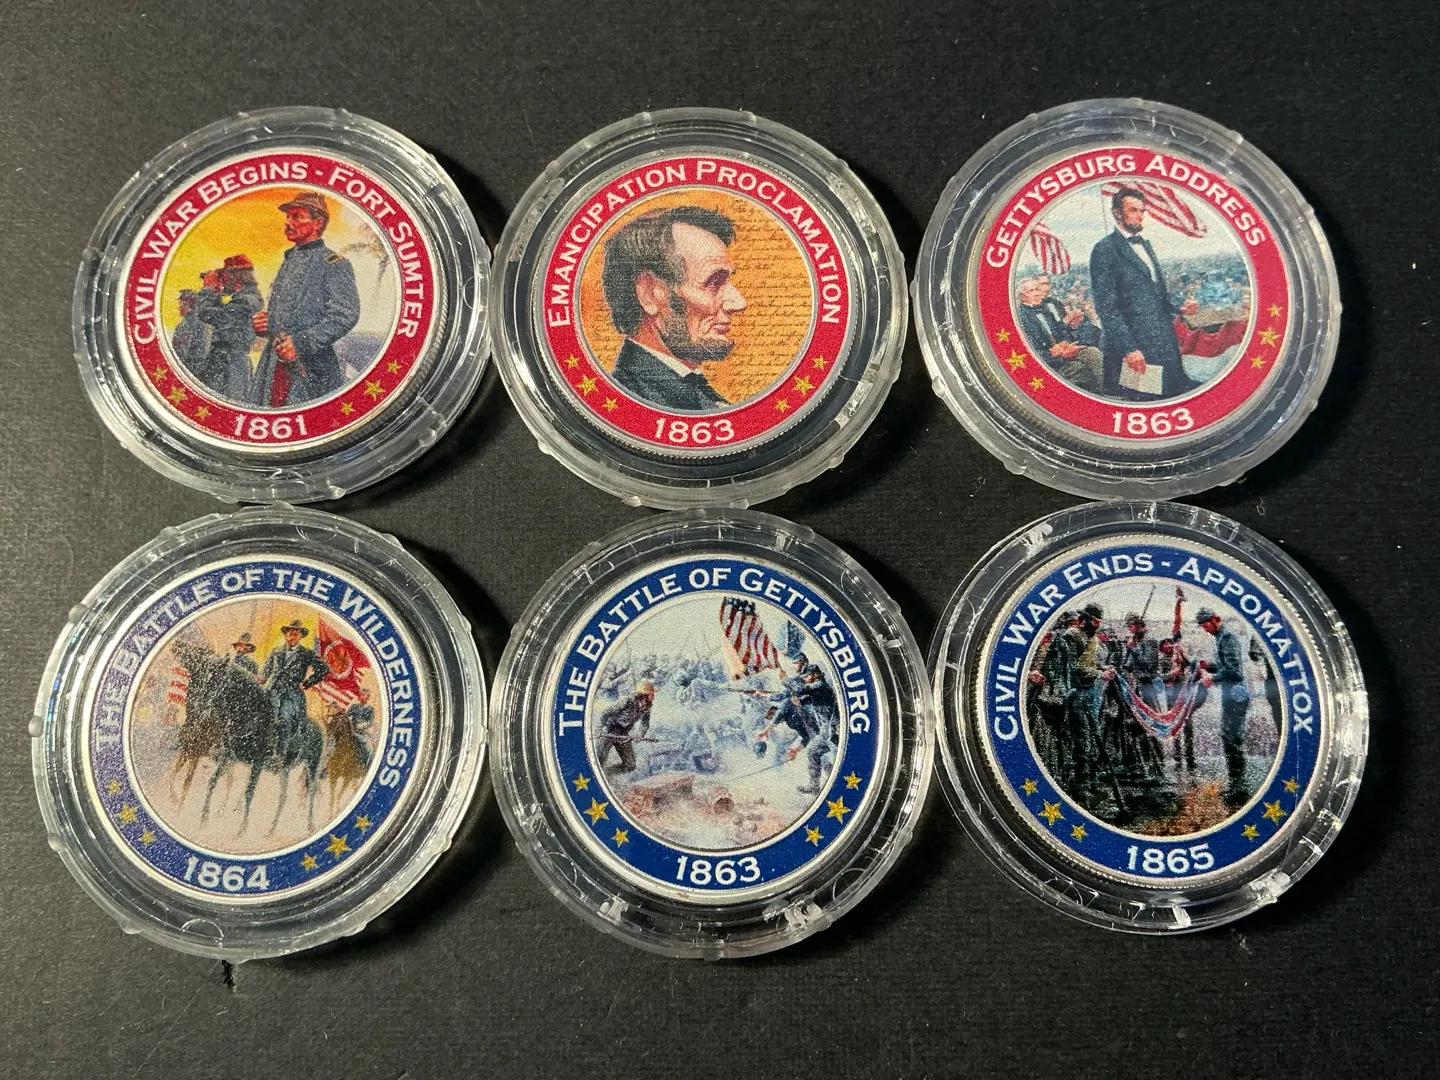 CIVIL WAR BEGINS - FORT SUMTER
1861
EMANCIPATION PROCLAMATION
1863
GETTYSBURG ADDRESS
1863
THE BATTLE OF THE WILDERNESS
1864
THE BATTLE OF GETTYSBURG
1863
CIVIL WAR ENDS - APPOMATTOX
1865